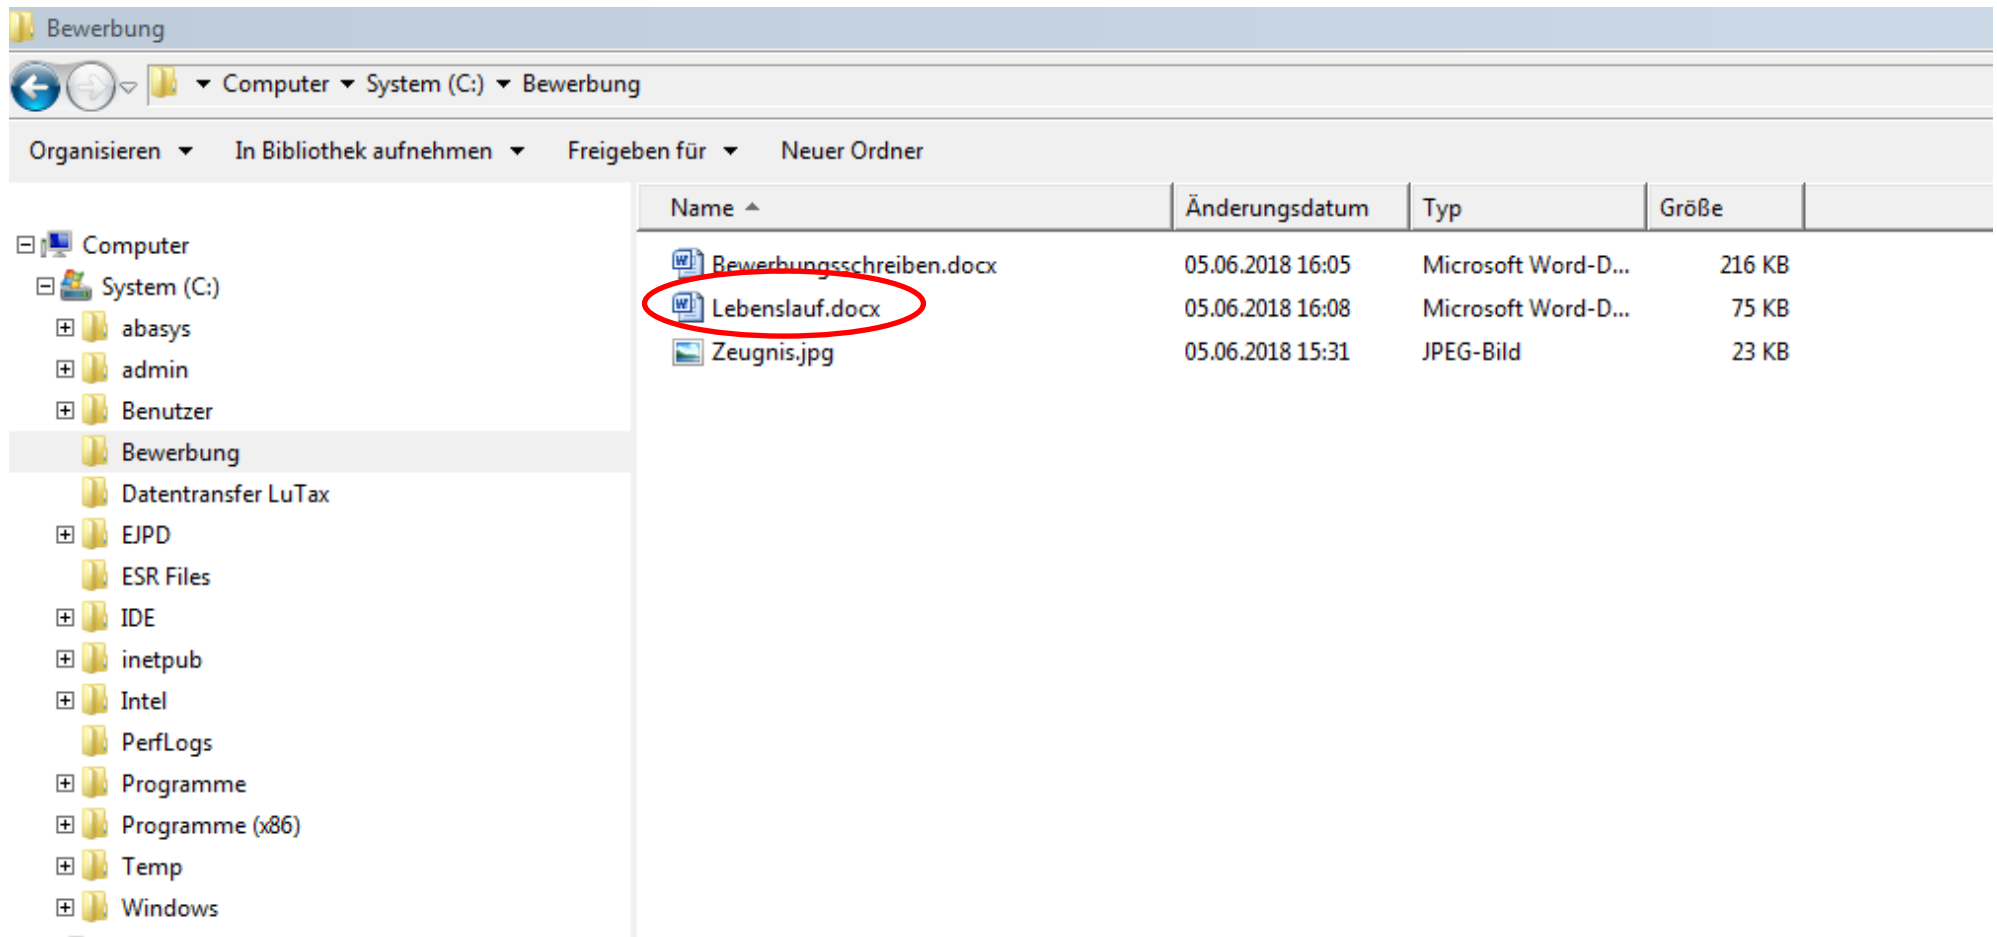 Bewerbung
Computer System (C:) Bewerbung
Organisieren In Bibliothek aufnehmen Freigeben für Neuer Ordner
Name Änderungsdatum Typ Größe
Computer
System (C:)
abasys
admin
Benutzer
Bewerbung
Datentransfer LuTax
EJPD
ESR Files
IDE
inetpub
Intel
PerfLogs
Programme
Programme (x86)
Temp
Windows
Bewerbungsschreiben.docx 05.06.2018 16:05 Microsoft Word-D... 216 KB
Lebenslauf.docx 05.06.2018 16:08 Microsoft Word-D... 75 KB
Zeugnis.jpg 05.06.2018 15:31 JPEG-Bild 23 KB